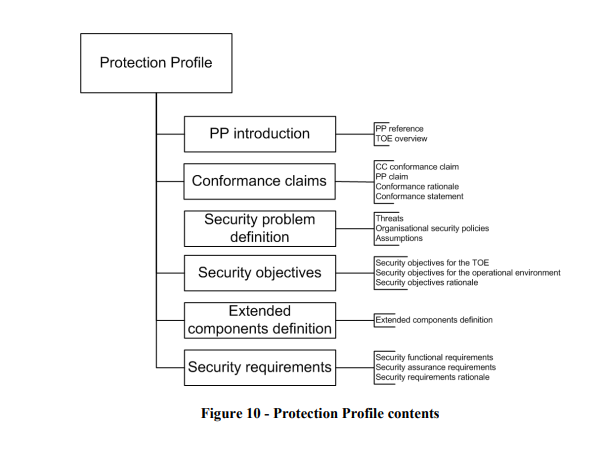 Protection Profile
PP introduction
PP reference
TOE overview
Conformance claims
CC conformance claim
PP claim
Conformance rationale
Conformance statement
Security problem
definition
Threats
Organisational security policies
Assumptions
Security objectives
Security objectives for the TOE
Security objectives for the operational environment
Security objectives rationale
Extended
components definition
Extended components definition
Security requirements
Security functional requirements
Security assurance requirements
Security requirements rationale
Figure 10 - Protection Profile contents